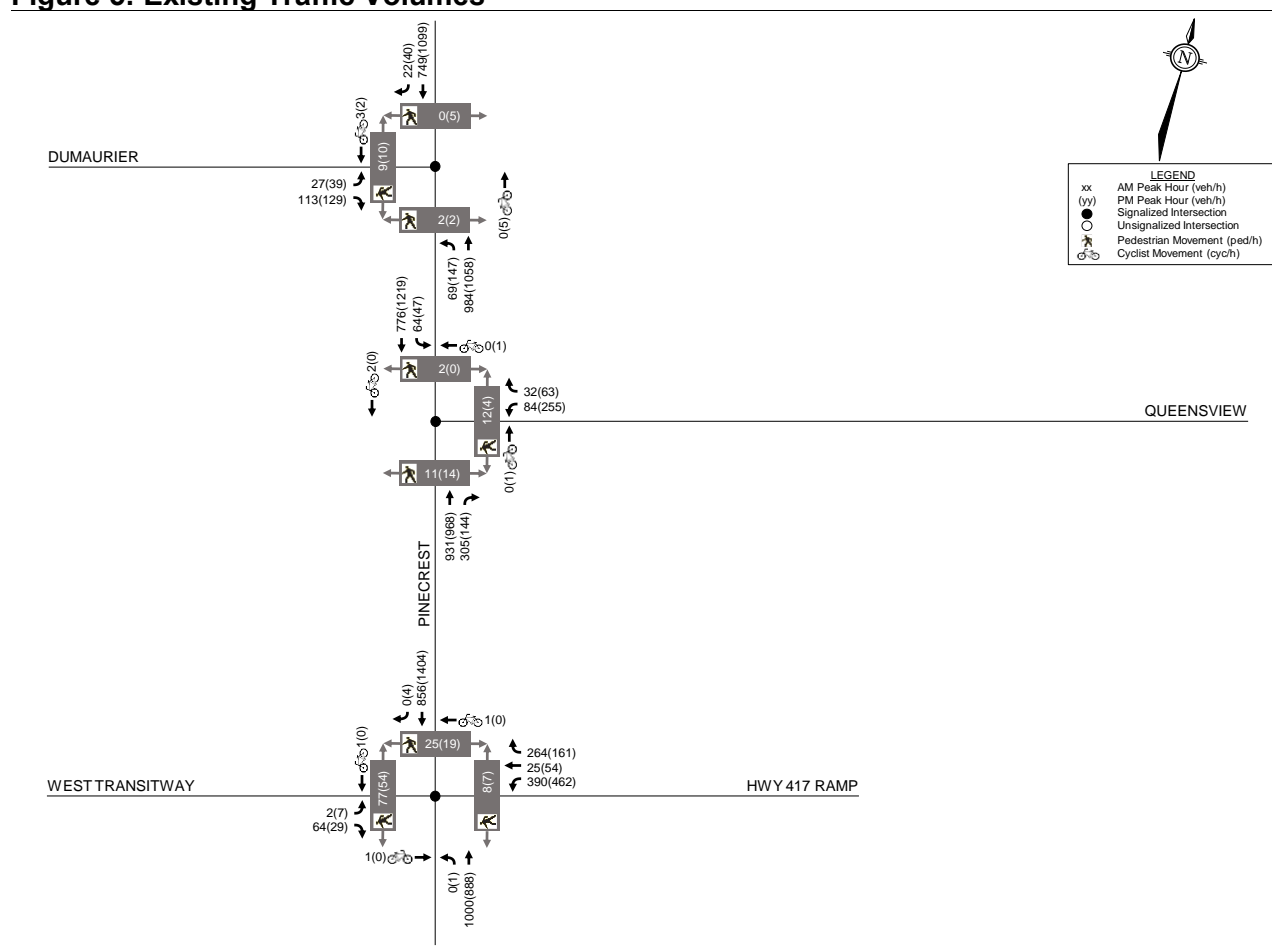 Figure 3: Existing Traffic Volumes
22(40)
749(1099)
N
3(2)
0(5)
9(10)
DUMAURIER
27(39)
113(129)
2(2)
0(5)
69(147)
984(1058)
LEGEND
xx AM Peak Hour (veh/h)
(yy) PM Peak Hour (veh/h)
Signalized Intersection
Unsignalized Intersection
Pedestrian Movement (ped/h)
Cyclist Movement (cyc/h)
776(1219)
64(47)
0(1)
2(0)
2(0)
12(4)
32(63)
84(255)
QUEENSVIEW
11(14)
0(1)
931(968)
305(144)
PINECREST
0(4)
856(1404)
1(0)
1(0)
25(19)
264(161)
25(54)
390(462)
77(54)
8(7)
WEST TRANSITWAY
HWY 417 RAMP
2(7)
64(29)
1(0)
0(1)
1000(888)